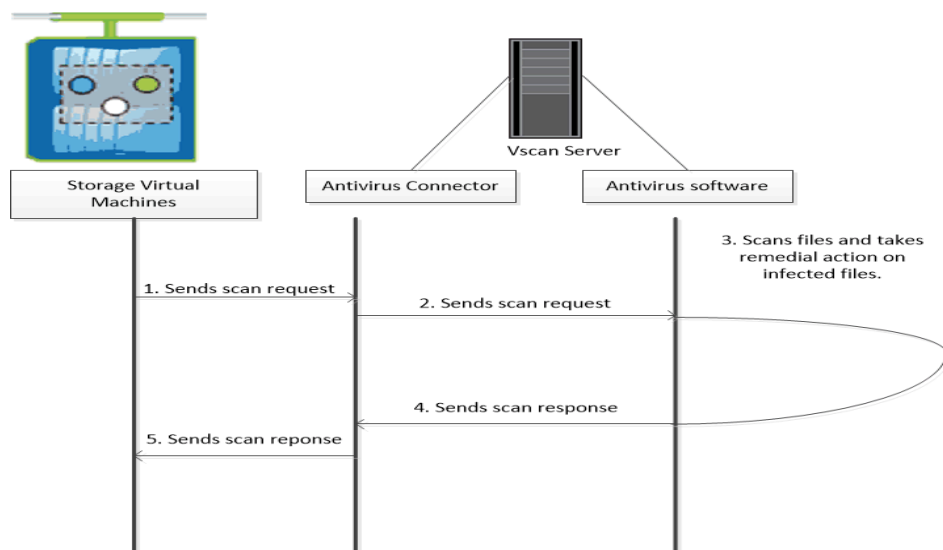 Vscan Server
Storage Virtual
Machines
Antivirus Connector
Antivirus software
3. Scans files and takes
remedial action on
infected files.
1. Sends scan request
2. Sends scan request
4. Sends scan response
5. Sends scan reponse